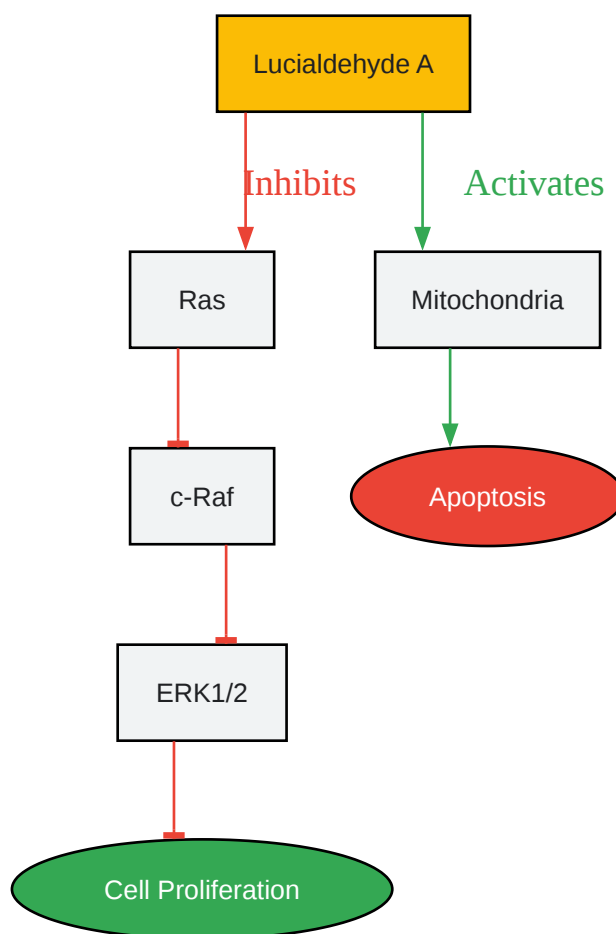 Lucialdehyde A
Inhibits
Activates
Ras
Mitochondria
c-Raf
Apoptosis
ERK1/2
Cell Proliferation